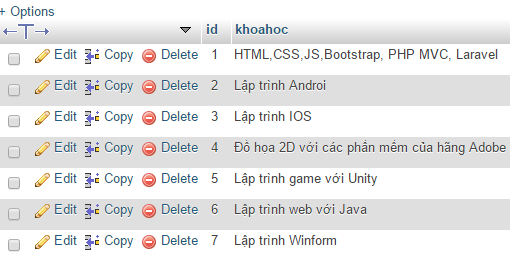 + Options
id khoahoc
Edit Copy Delete 1 HTML,CSS,JS,Bootstrap, PHP MVC, Laravel
Edit Copy Delete 2 Lập trình Androi
Edit Copy Delete 3 Lập trình IOS
Edit Copy Delete 4 Đồ họa 2D với các phần mềm của hãng Adobe
Edit Copy Delete 5 Lập trình game với Unity
Edit Copy Delete 6 Lập trình web với Java
Edit Copy Delete 7 Lập trình Winform